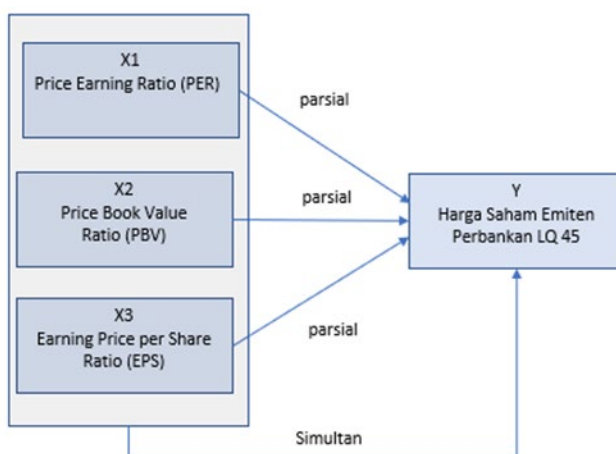 X1
Price Earning Ratio (PER)
parsial
X2
Price Book Value
Ratio (PBV)
parsial
Y
Harga Saham Emiten
Perbankan LQ 45
X3
Earning Price per Share
Ratio (EPS)
parsial
Simultan